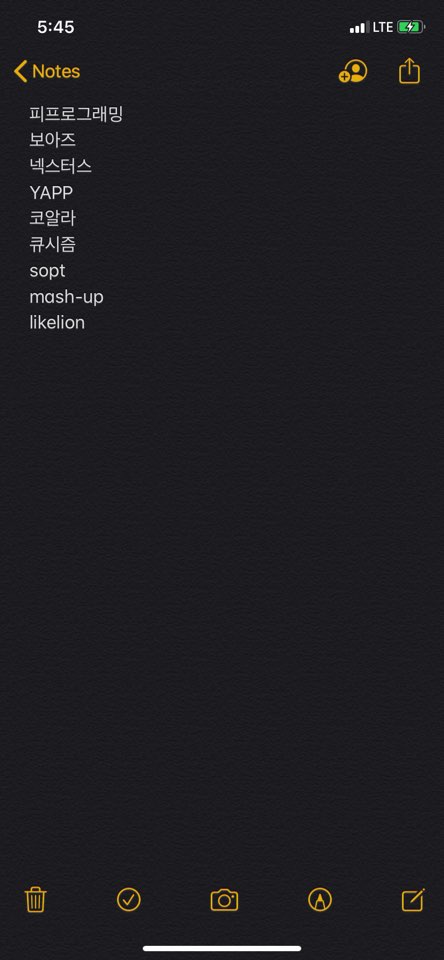 5:45
LTE
Notes
피프로그래밍
보아즈
넥스터스
YAPP
코알라
큐시즘
sopt
mash-up
likelion